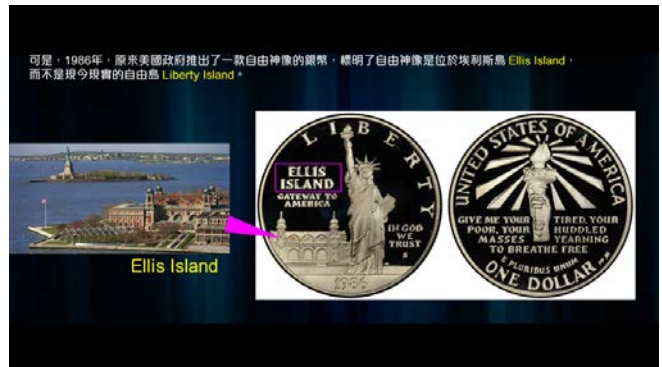 可是，1986年，原來美國政府推出了一款自由神像的銀幣，標明了自由神像是位於埃利斯島 Ellis Island，
而不是現今現實的自由島 Liberty Island。
Ellis Island
LIBERTY
ELLIS
ISLAND
GATEWAY TO
AMERICA
IN GOD
WE
TRUST
S
1986
UNITED STATES OF AMERICA
GIVE ME YOUR TIRED, YOUR
POOR, YOUR HUDDLED
MASSES YEARNING
TO BREATHE FREE
E PLURIBUS UNUM
ONE DOLLAR